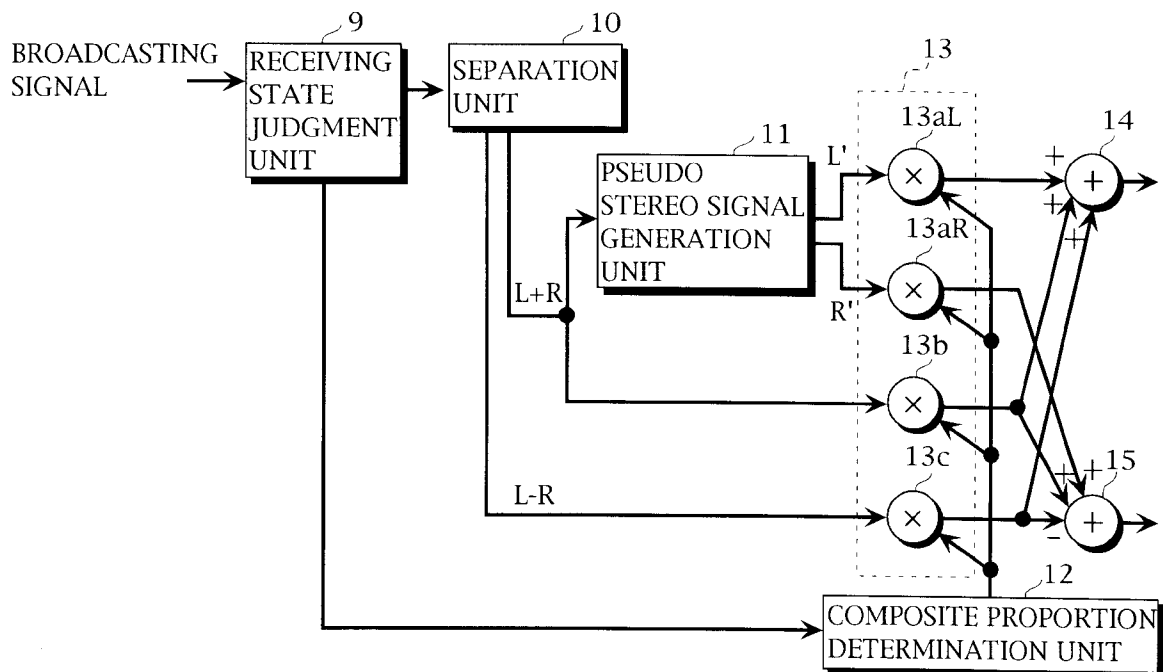 9
10
BROADCASTING
SIGNAL
RECEIVING
STATE
JUDGMENT
UNIT
SEPARATION
UNIT
13
13aL
14
11
L'
×
+
+
+
+
PSEUDO
STEREO SIGNAL
GENERATION
UNIT
13aR
×
R'
L+R
13b
×
13c
L-R
×
+
+
15
+
-
12
COMPOSITE PROPORTION
DETERMINATION UNIT